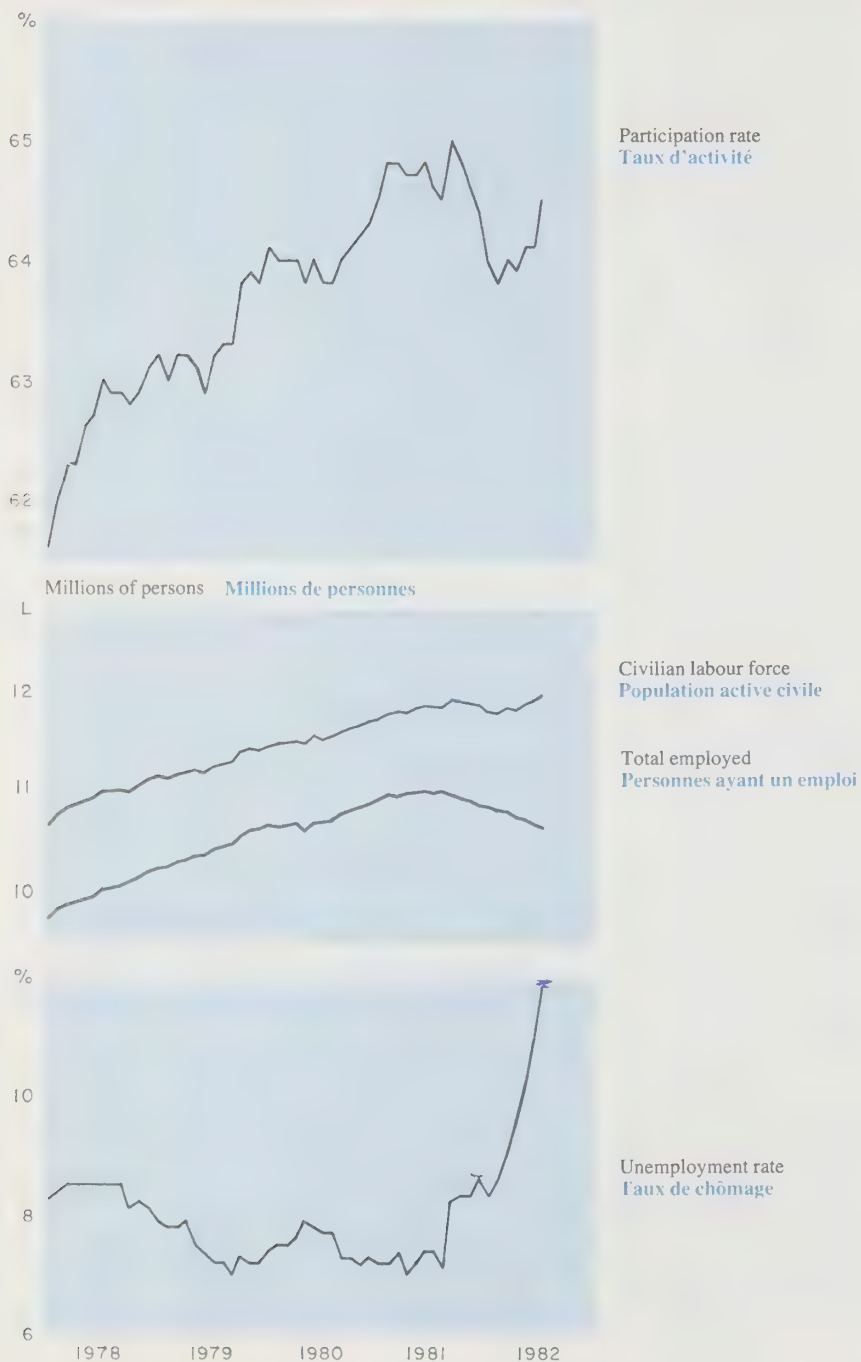 %
65
Participation rate
Taux d'activité
64
63
62
Millions of persons Millions de personnes
L
12
Civilian labour force
Population active civile
Total employed
Personnes ayant un emploi
11
10
%
10
Unemployment rate
Taux de chômage
8
6
1978 1979 1980 1981 1982